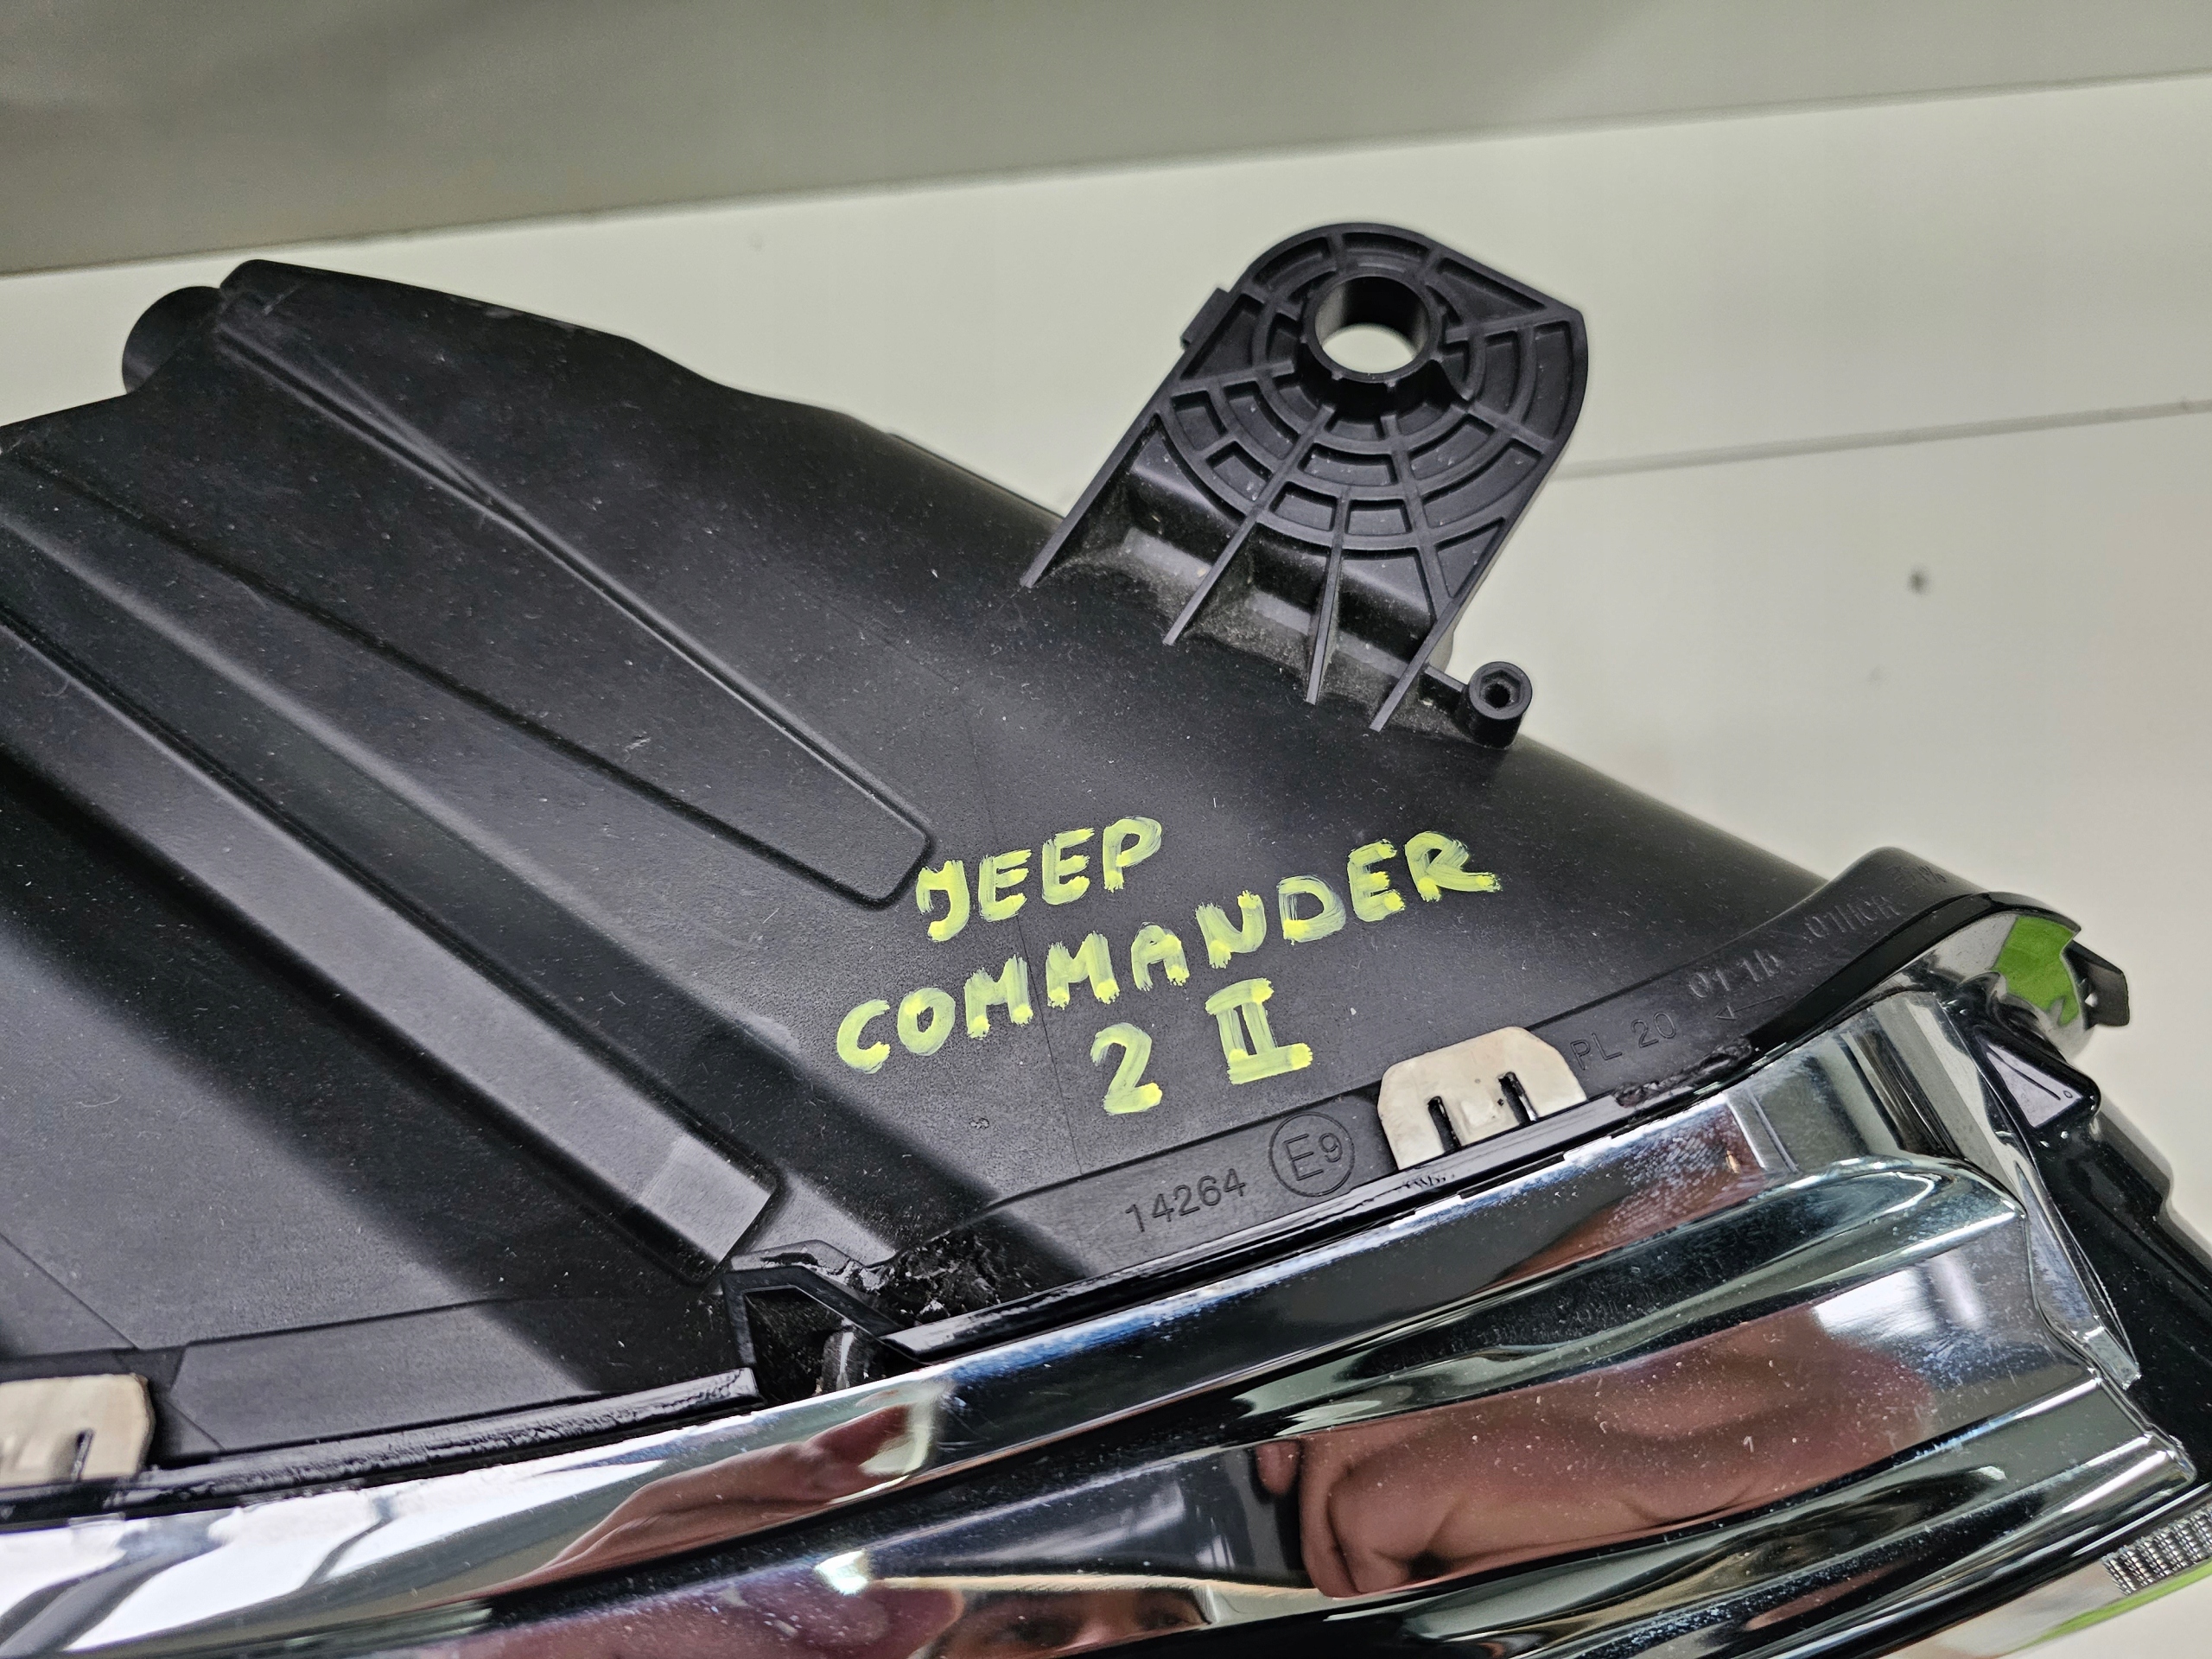 JEEP
COMMANDER
2 II
14264 E9
PL 20